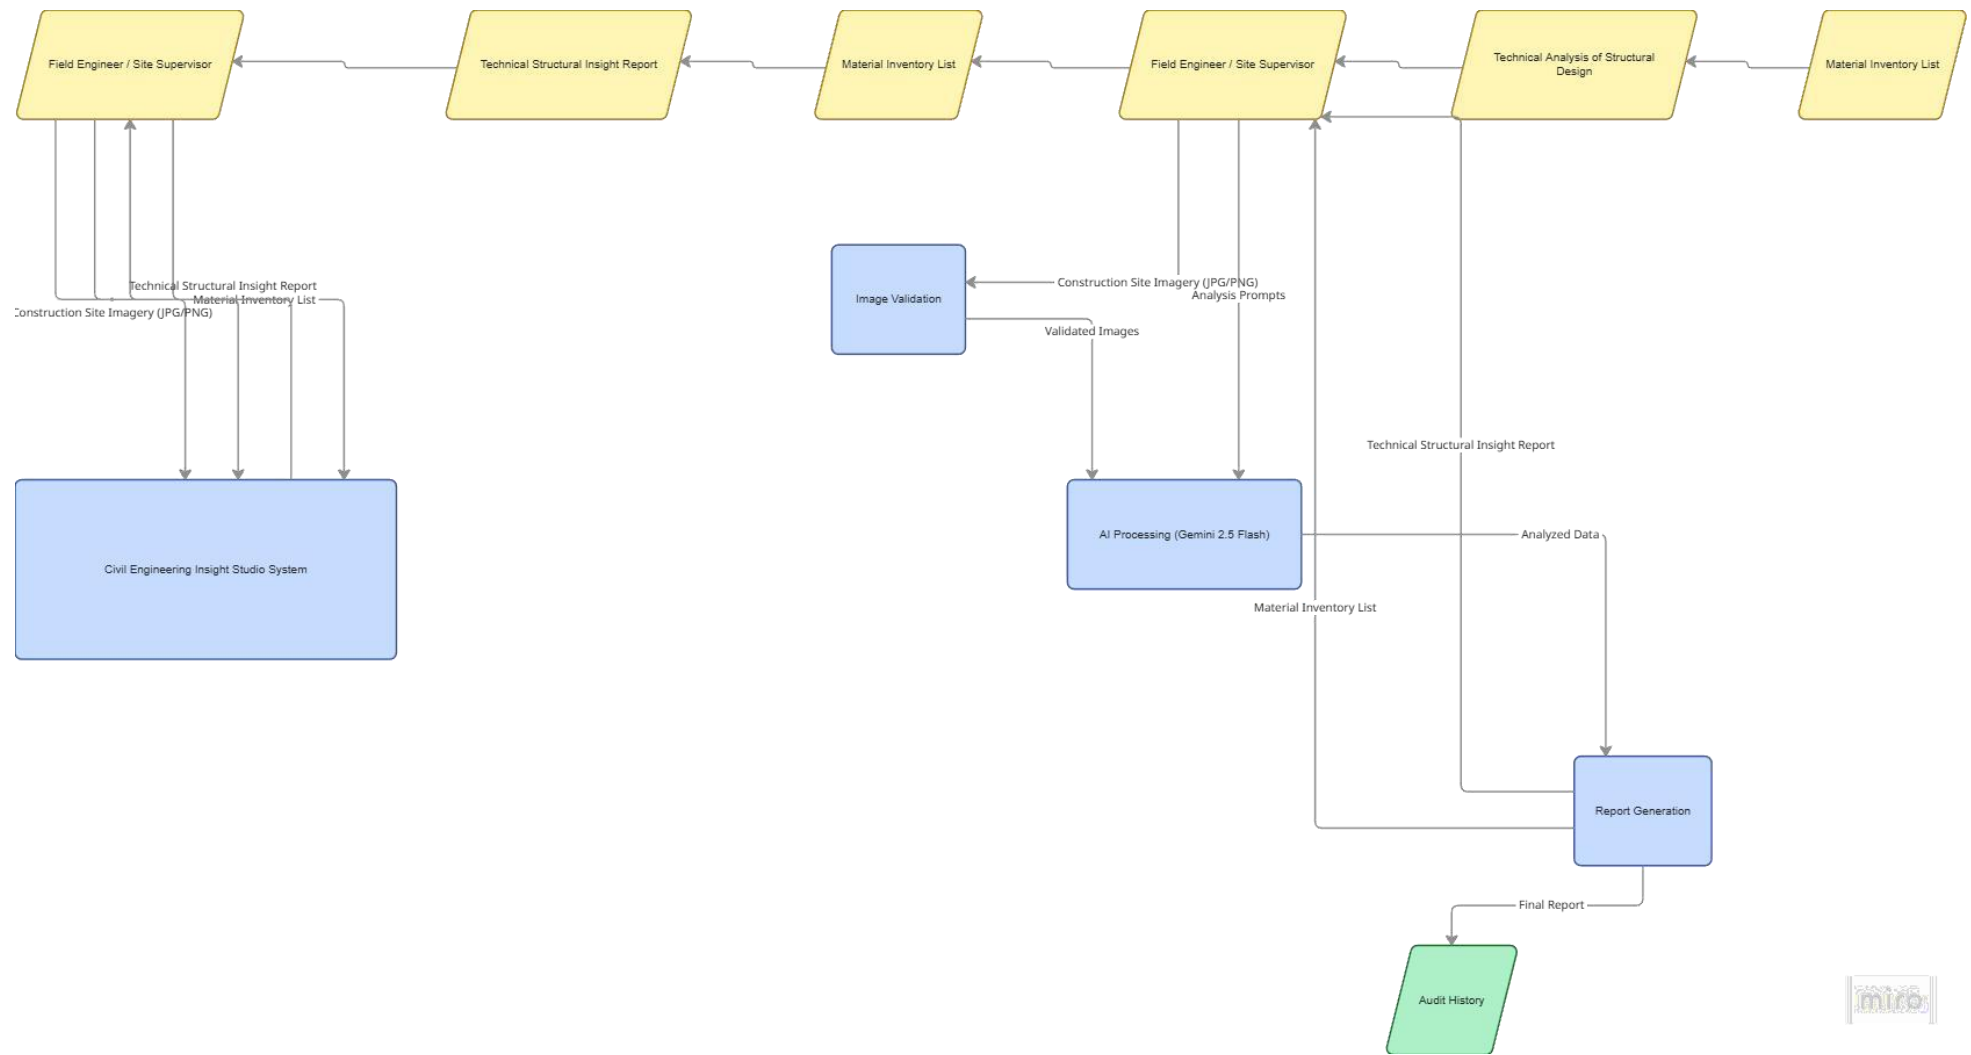 Field Engineer / Site Supervisor
Technical Structural Insight Report
Material Inventory List
Field Engineer / Site Supervisor
Technical Analysis of Structural
Design
Material Inventory List
Technical Structural Insight Report
Material Inventory List
Construction Site Imagery (JPG/PNG)
Image Validation
Construction Site Imagery (JPG/PNG)
Analysis Prompts
Validated Images
Technical Structural Insight Report
AI Processing (Gemini 2.5 Flash)
Analyzed Data
Civil Engineering Insight Studio System
Material Inventory List
Report Generation
Final Report
Audit History
miro